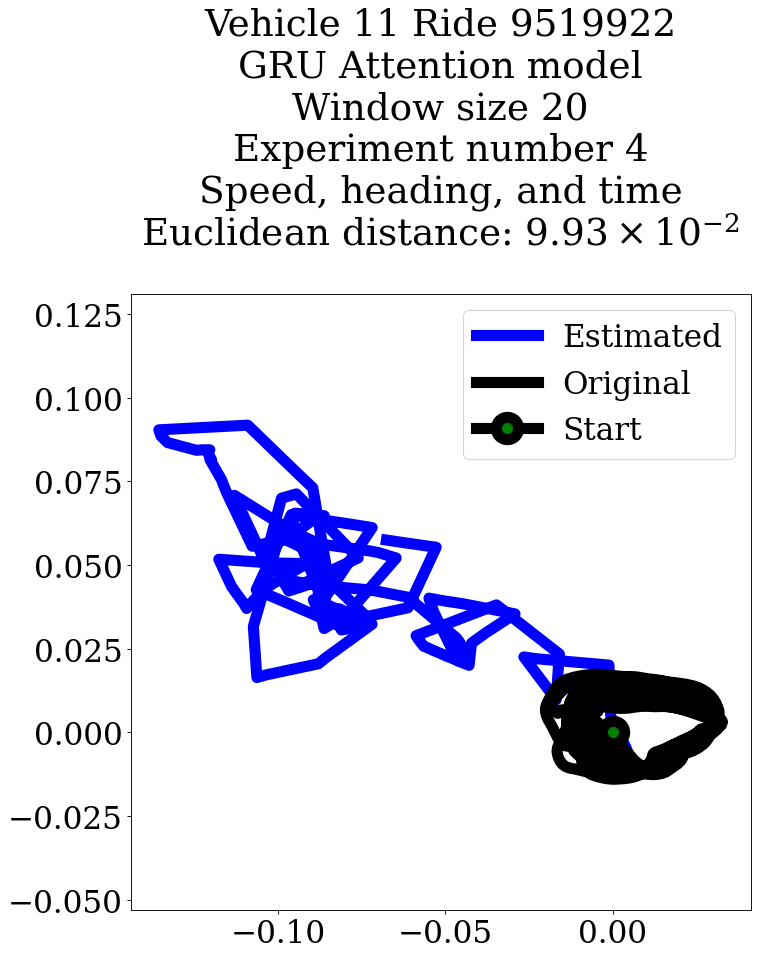 Vehicle 11 Ride 9519922
GRU Attention model
Window size 20
Experiment number 4
Speed, heading, and time
Euclidean distance: 9.93 × 10⁻²
0.125
Estimated
0.100
Original
Start
0.075
0.050
0.025
0.000
−0.025
−0.050
−0.10 −0.05 0.00